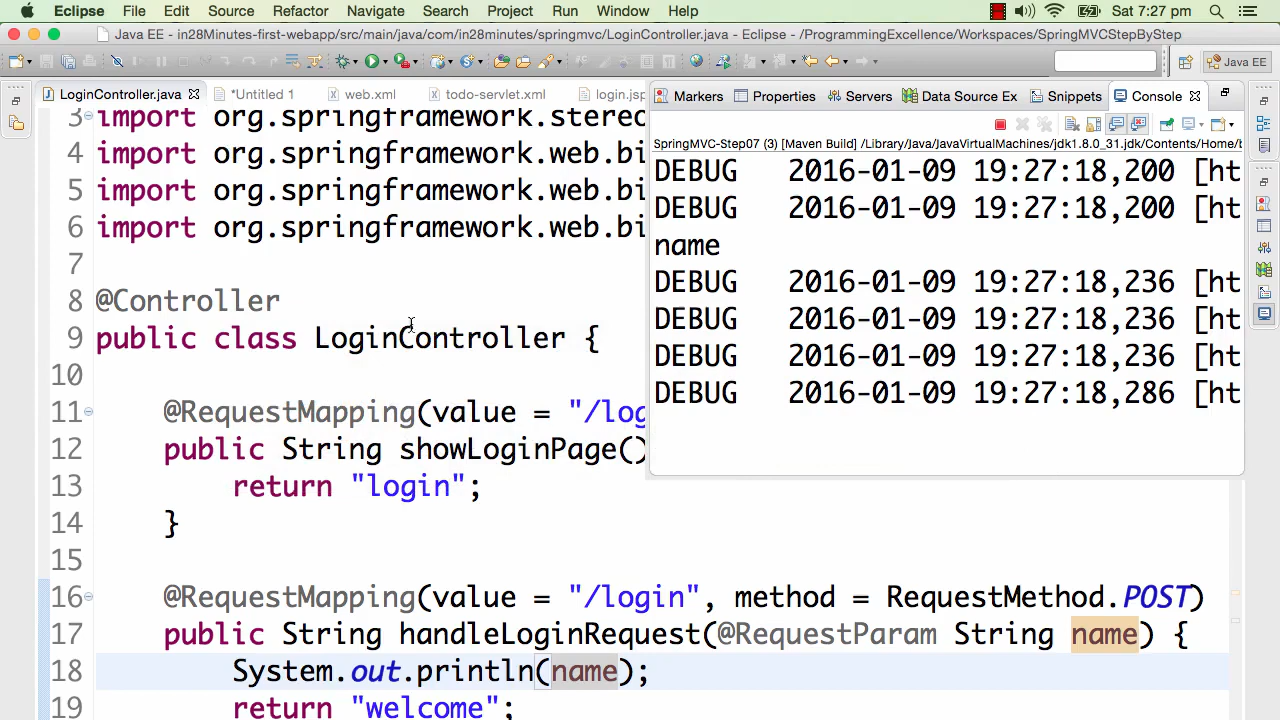 Eclipse File Edit Source Refactor Navigate Search Project Run Window Help Sat 7:27 pm
Java EE - in28Minutes-first-webapp/src/main/java/com/in28minutes/springmvc/LoginController.java - Eclipse - /ProgrammingExcellence/Workspaces/SpringMVCStepByStep
Java EE
LoginController.java *Untitled 1 web.xml todo-servlet.xml login.jsp
3 import org.springframework.stereo
4 import org.springframework.web.bi
5 import org.springframework.web.bi
6 import org.springframework.web.bi
7
8 @Controller
9 public class LoginController {
10
11 @RequestMapping(value = "/log
12 public String showLoginPage()
13 return "login";
14 }
15
16 @RequestMapping(value = "/login", method = RequestMethod.POST)
17 public String handleLoginRequest(@RequestParam String name) {
18 System.out.println(name);
19 return "welcome";
Markers Properties Servers Data Source Ex Snippets Console
SpringMVC-Step07 (3) [Maven Build] /Library/Java/JavaVirtualMachines/jdk1.8.0_31.jdk/Contents/Home/b
DEBUG 2016-01-09 19:27:18,200 [ht
DEBUG 2016-01-09 19:27:18,200 [ht
name
DEBUG 2016-01-09 19:27:18,236 [ht
DEBUG 2016-01-09 19:27:18,236 [ht
DEBUG 2016-01-09 19:27:18,236 [ht
DEBUG 2016-01-09 19:27:18,286 [ht